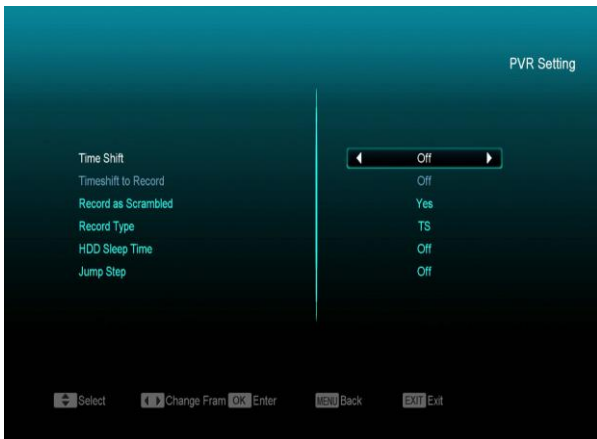 PVR Setting
Time Shift Off
Timeshift to Record Off
Record as Scrambled Yes
Record Type TS
HDD Sleep Time Off
Jump Step Off
Select Change Fram OK Enter MENU Back EXIT Exit